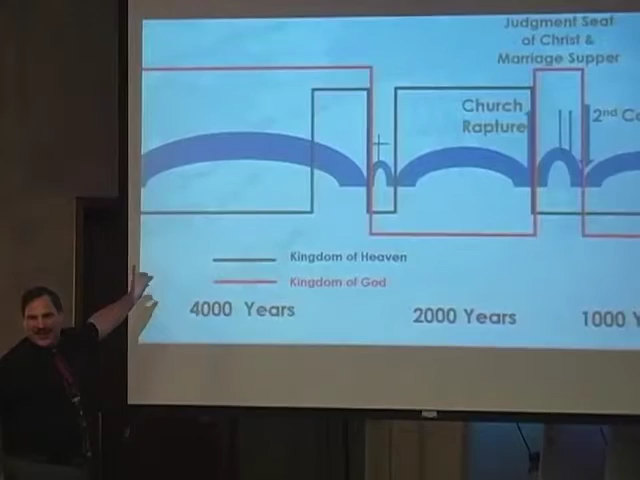 Judgment Seat
of Christ &
Marriage Supper
Church
Rapture
2nd
Kingdom of Heaven
Kingdom of God
4000 Years
2000 Years
1000